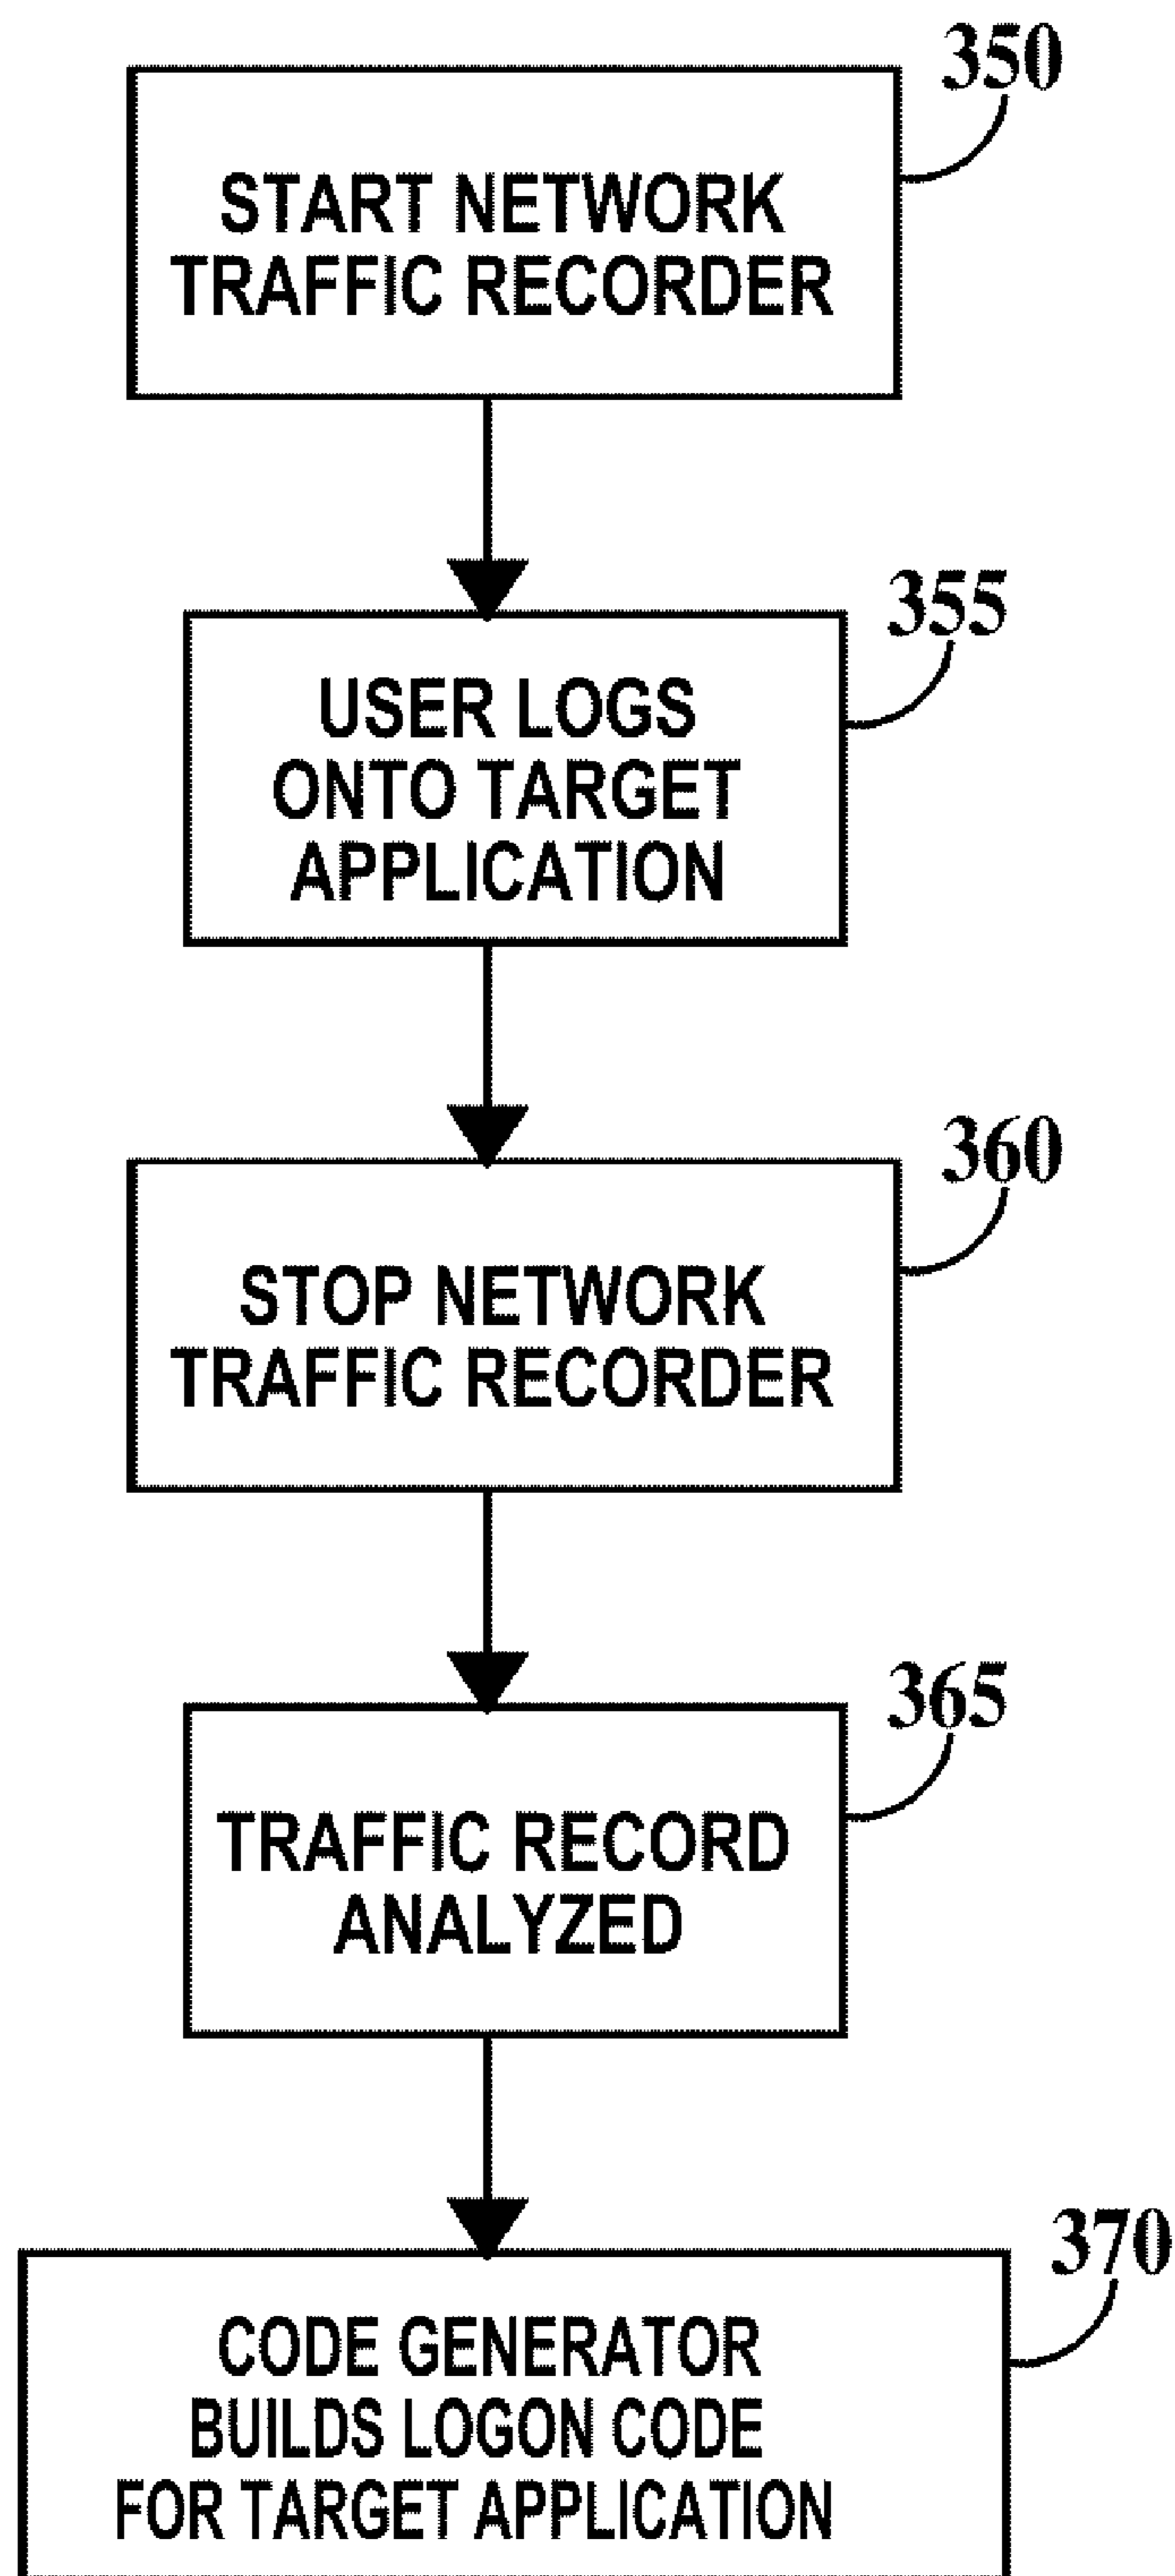 350
START NETWORK
TRAFFIC RECORDER
355
USER LOGS
ONTO TARGET
APPLICATION
360
STOP NETWORK
TRAFFIC RECORDER
365
TRAFFIC RECORD
ANALYZED
370
CODE GENERATOR
BUILDS LOGON CODE
FOR TARGET APPLICATION